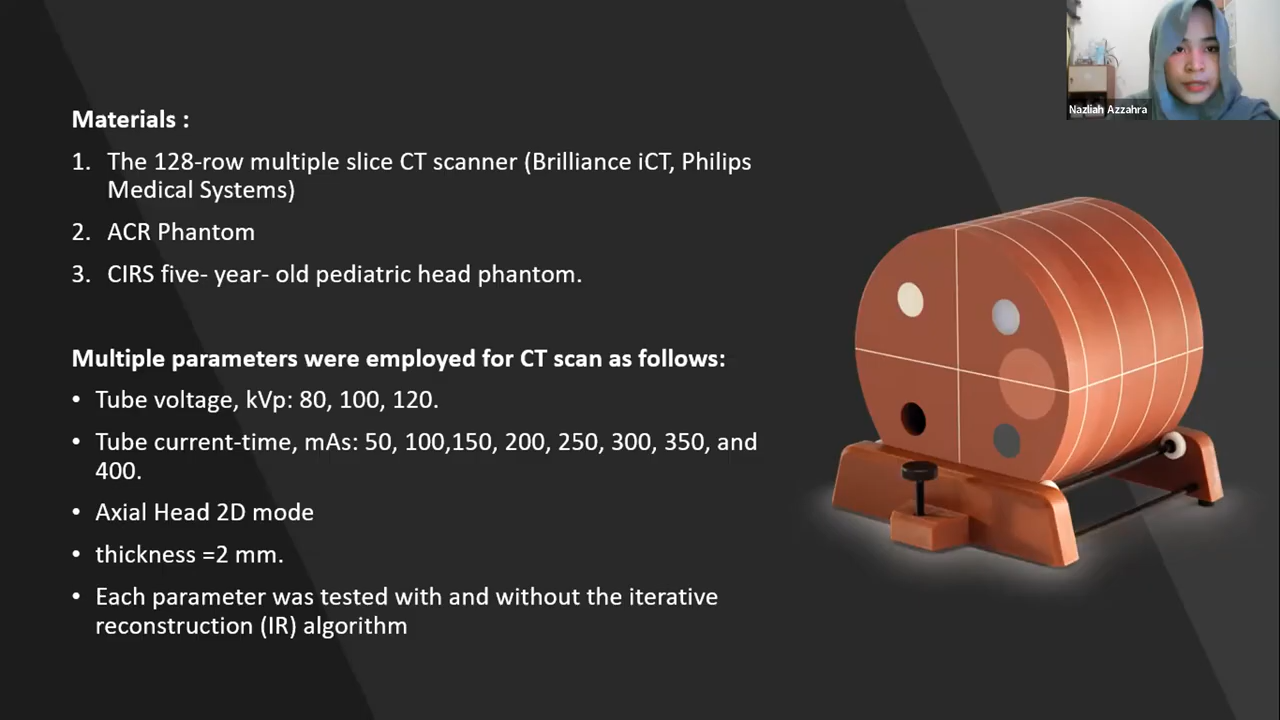 Nazliah Azzahra
Materials :
1. The 128-row multiple slice CT scanner (Brilliance iCT, Philips
Medical Systems)
2. ACR Phantom
3. CIRS five- year- old pediatric head phantom.
Multiple parameters were employed for CT scan as follows:
• Tube voltage, kVp: 80, 100, 120.
• Tube current-time, mAs: 50, 100,150, 200, 250, 300, 350, and
400.
• Axial Head 2D mode
• thickness =2 mm.
• Each parameter was tested with and without the iterative
reconstruction (IR) algorithm